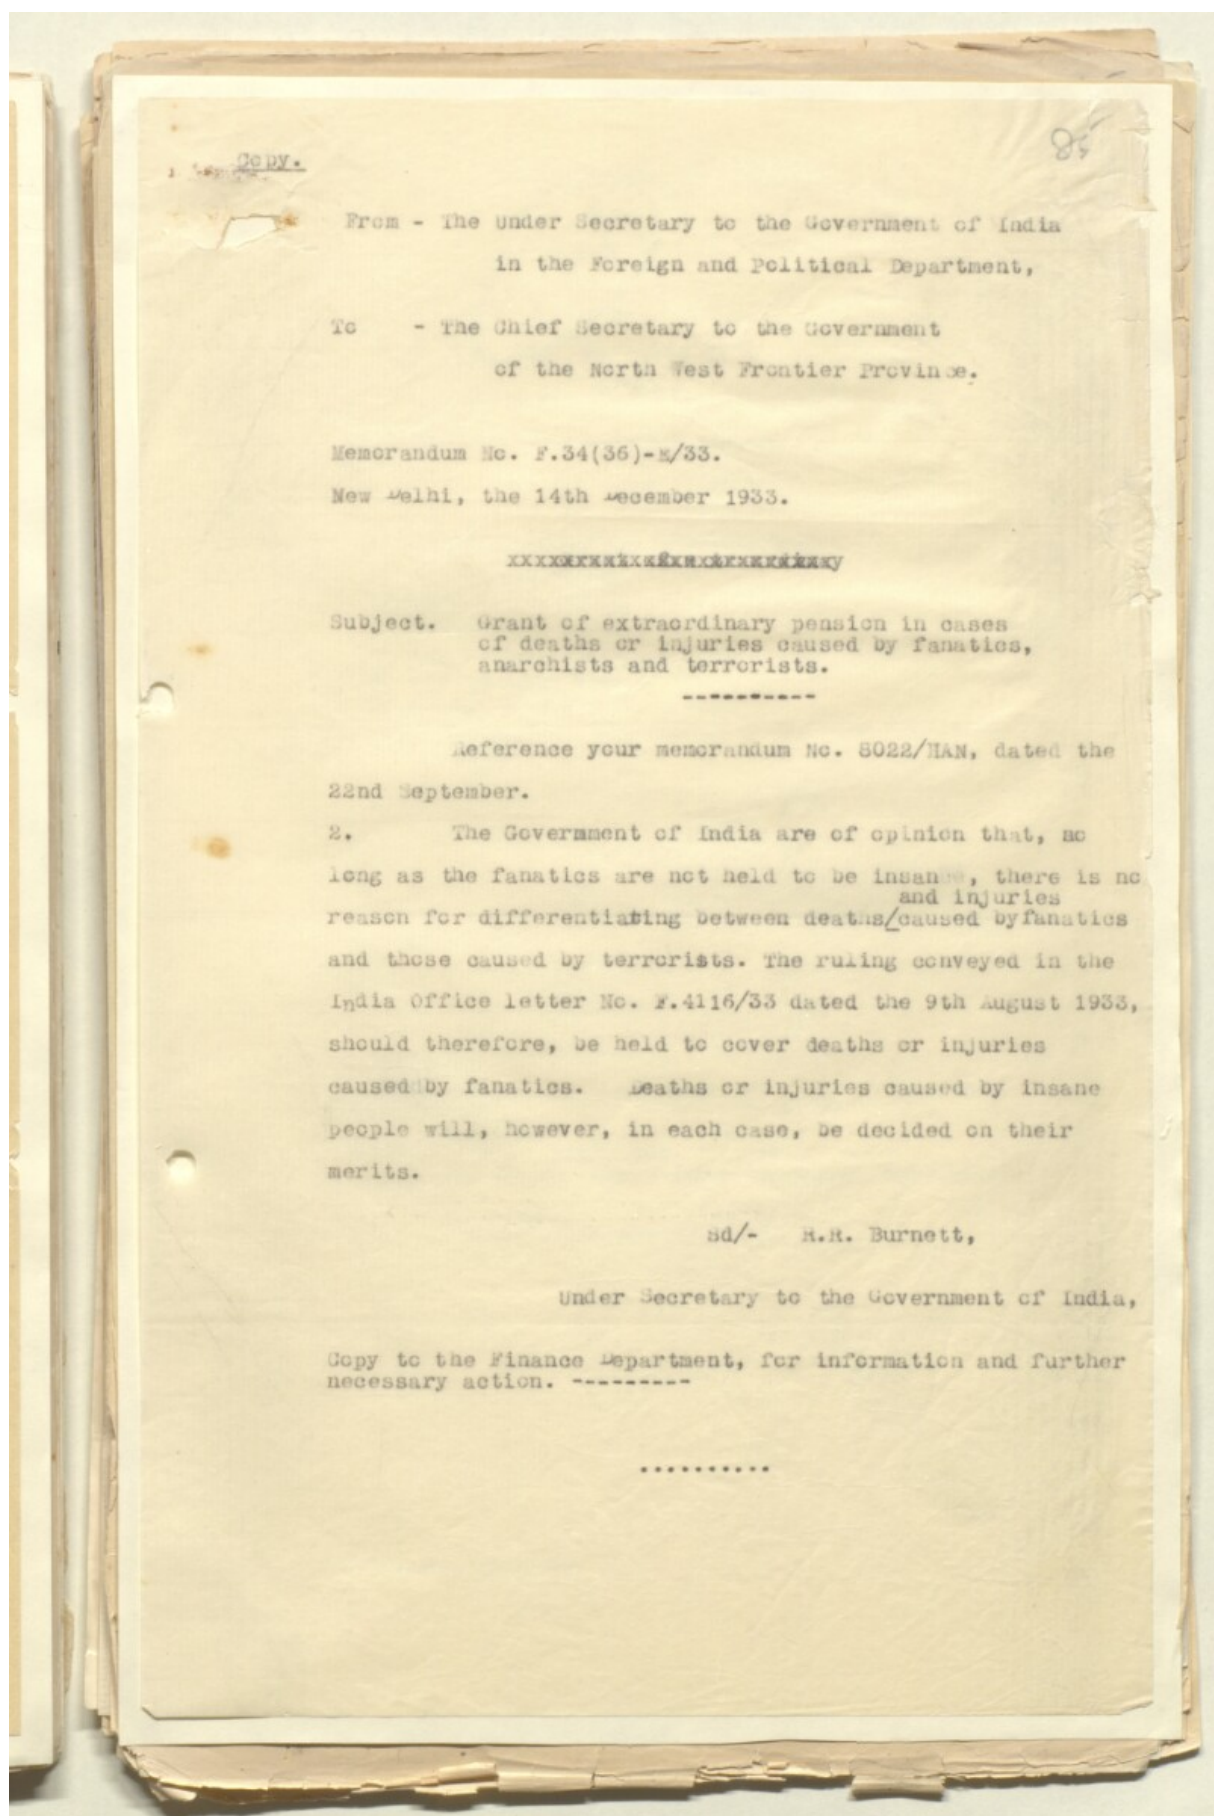 85
Copy.
From - The Under Secretary to the Government of India
in the Foreign and Political Department,
To - The Chief Secretary to the Government
of the North West Frontier Province.
Memorandum No. F.34(36)-E/33.
New Delhi, the 14th December 1933.
Subject. Grant of extraordinary pension in cases
of deaths or injuries caused by fanatics,
anarchists and terrorists.
----------
Reference your memorandum No. 8022/HAN, dated the
22nd September.
2. The Government of India are of opinion that, so
long as the fanatics are not held to be insane, there is no
and injuries
reason for differentiating between deaths/caused byfanatics
and those caused by terrorists. The ruling conveyed in the
India Office letter No. F.4116/33 dated the 9th August 1933,
should therefore, be held to cover deaths or injuries
caused by fanatics. Deaths or injuries caused by insane
people will, however, in each case, be decided on their
merits.
Sd/- R.R. Burnett,
Under Secretary to the Government of India,
Copy to the Finance Department, for information and further
necessary action. ---------
..........